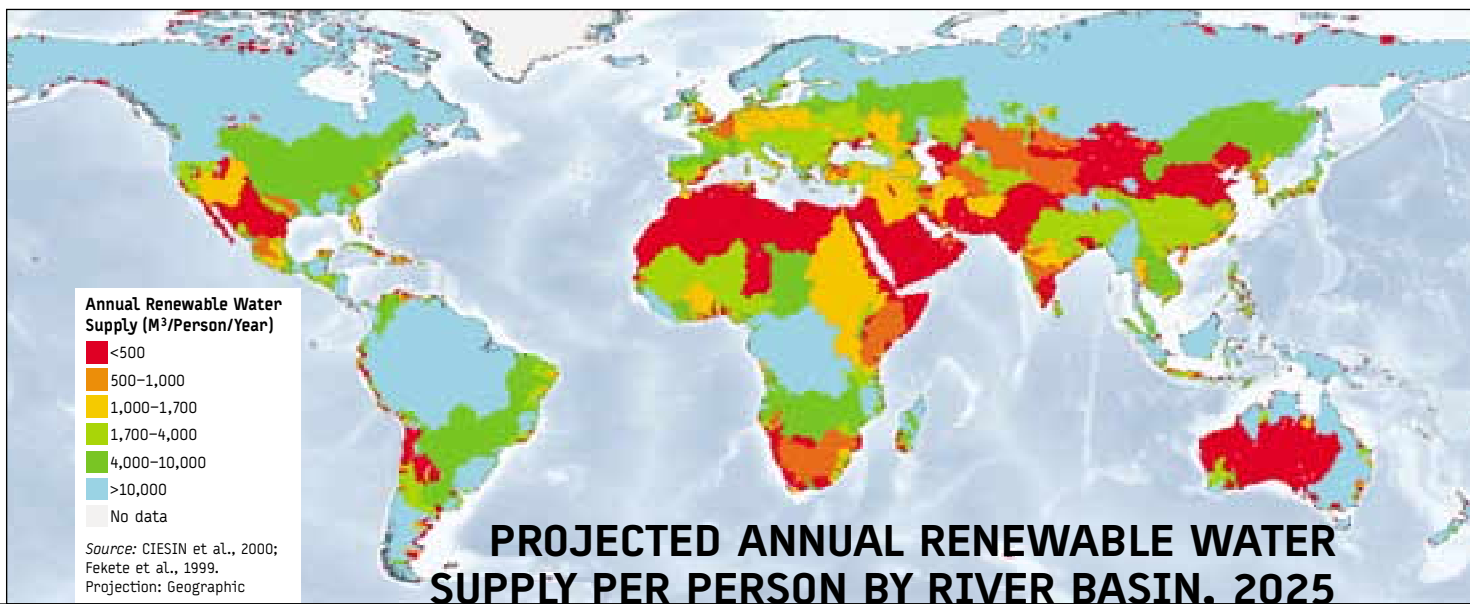 Annual Renewable Water
Supply (M³/Person/Year)
<500
500–1,000
1,000–1,700
1,700–4,000
4,000–10,000
>10,000
No data
Source: CIESIN et al., 2000;
Fekete et al., 1999.
Projection: Geographic
PROJECTED ANNUAL RENEWABLE WATER
SUPPLY PER PERSON BY RIVER BASIN, 2025